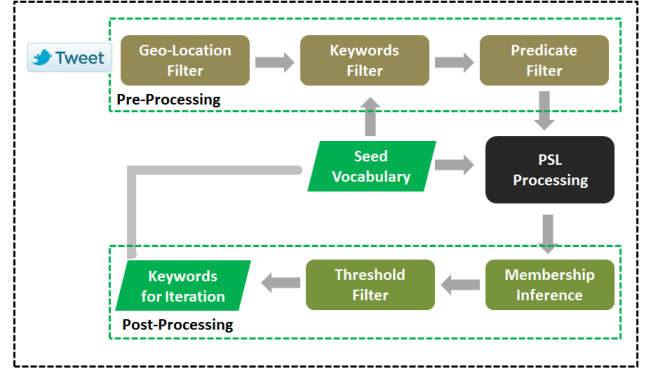 Tweet
Geo-Location
Filter
Keywords
Filter
Predicate
Filter
Pre-Processing
Seed
Vocabulary
PSL
Processing
Keywords
for Iteration
Threshold
Filter
Membership
Inference
Post-Processing